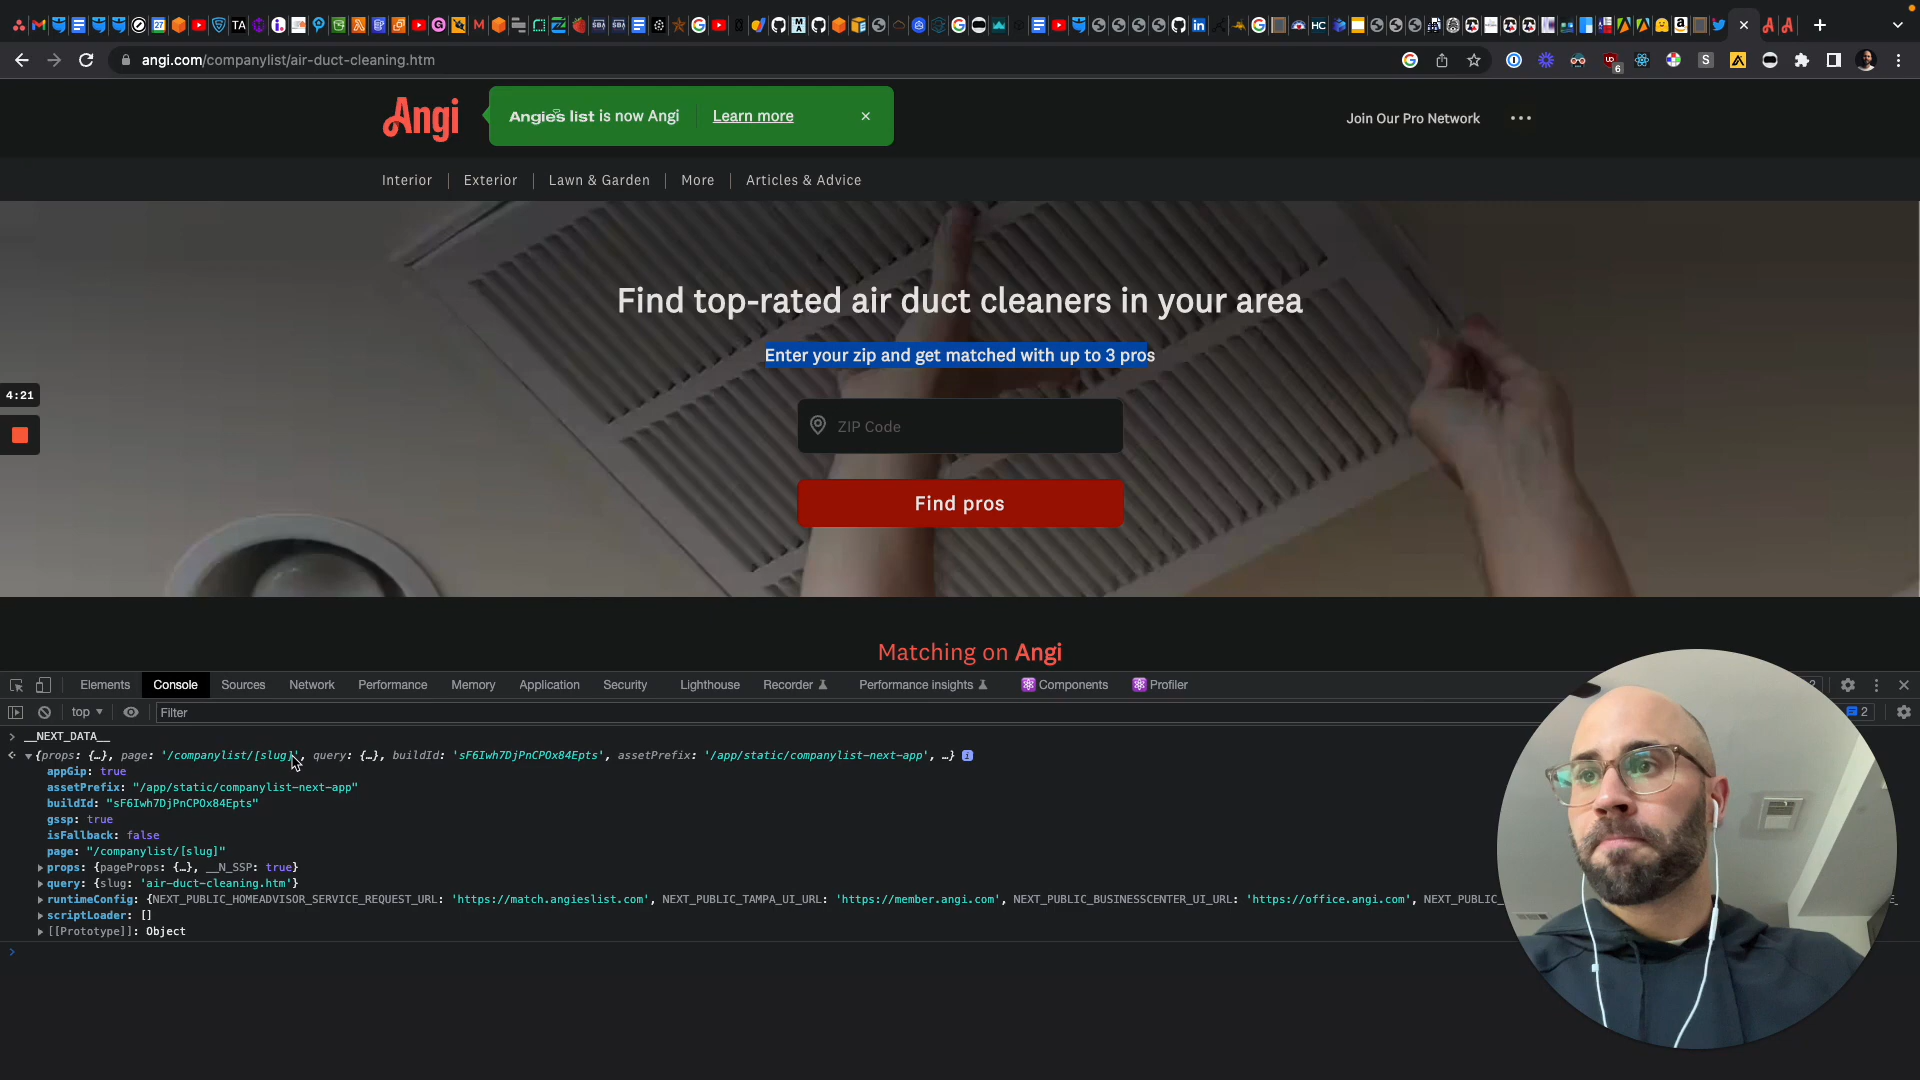 angi.com/companylist/air-duct-cleaning.htm
6
Angi
Angie's list is now Angi
Learn more
Join Our Pro Network
Interior
Exterior
Lawn & Garden
More
Articles & Advice
Find top-rated air duct cleaners in your area
Enter your zip and get matched with up to 3 pros
4:21
ZIP Code
Find pros
Matching on Angi
Elements
Console
Sources
Network
Performance
Memory
Application
Security
Lighthouse
Recorder
Performance insights
Components
Profiler
top
Filter
2
__NEXT_DATA__
{props: {…}, page: '/companylist/[slug]', query: {…}, buildId: 'sF6Iwh7DjPnCPOx84Epts', assetPrefix: '/app/static/companylist-next-app', …}
appGip: true
assetPrefix: "/app/static/companylist-next-app"
buildId: "sF6Iwh7DjPnCPOx84Epts"
gssp: true
isFallback: false
page: "/companylist/[slug]"
props: {pageProps: {…}, __N_SSP: true}
query: {slug: 'air-duct-cleaning.htm'}
runtimeConfig: {NEXT_PUBLIC_HOMEADVISOR_SERVICE_REQUEST_URL: 'https://match.angieslist.com', NEXT_PUBLIC_TAMPA_UI_URL: 'https://member.angi.com', NEXT_PUBLIC_BUSINESSCENTER_UI_URL: 'https://office.angi.com', NEXT_PUBLIC_
scriptLoader: []
[[Prototype]]: Object